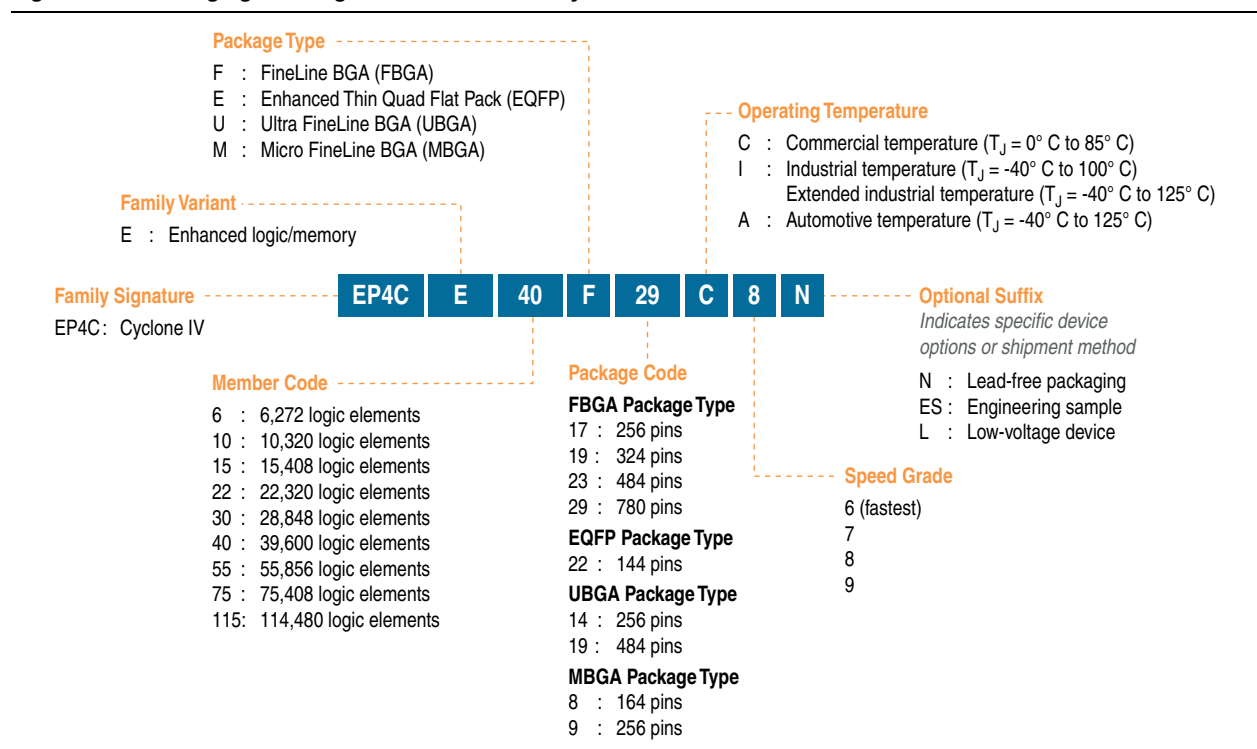 Package Type
F : FineLine BGA (FBGA)
E : Enhanced Thin Quad Flat Pack (EQFP)
U : Ultra FineLine BGA (UBGA)
M : Micro FineLine BGA (MBGA)
Operating Temperature
C : Commercial temperature (TJ = 0° C to 85° C)
I : Industrial temperature (TJ = -40° C to 100° C)
Extended industrial temperature (TJ = -40° C to 125° C)
A : Automotive temperature (TJ = -40° C to 125° C)
Family Variant
E : Enhanced logic/memory
Family Signature
EP4C : Cyclone IV
EP4C E 40 F 29 C 8 N
Optional Suffix
Indicates specific device
options or shipment method
N : Lead-free packaging
ES : Engineering sample
L : Low-voltage device
Member Code
6 : 6,272 logic elements
10 : 10,320 logic elements
15 : 15,408 logic elements
22 : 22,320 logic elements
30 : 28,848 logic elements
40 : 39,600 logic elements
55 : 55,856 logic elements
75 : 75,408 logic elements
115: 114,480 logic elements
Package Code
FBGA Package Type
17 : 256 pins
19 : 324 pins
23 : 484 pins
29 : 780 pins
EQFP Package Type
22 : 144 pins
UBGA Package Type
14 : 256 pins
19 : 484 pins
MBGA Package Type
8 : 164 pins
9 : 256 pins
Speed Grade
6 (fastest)
7
8
9